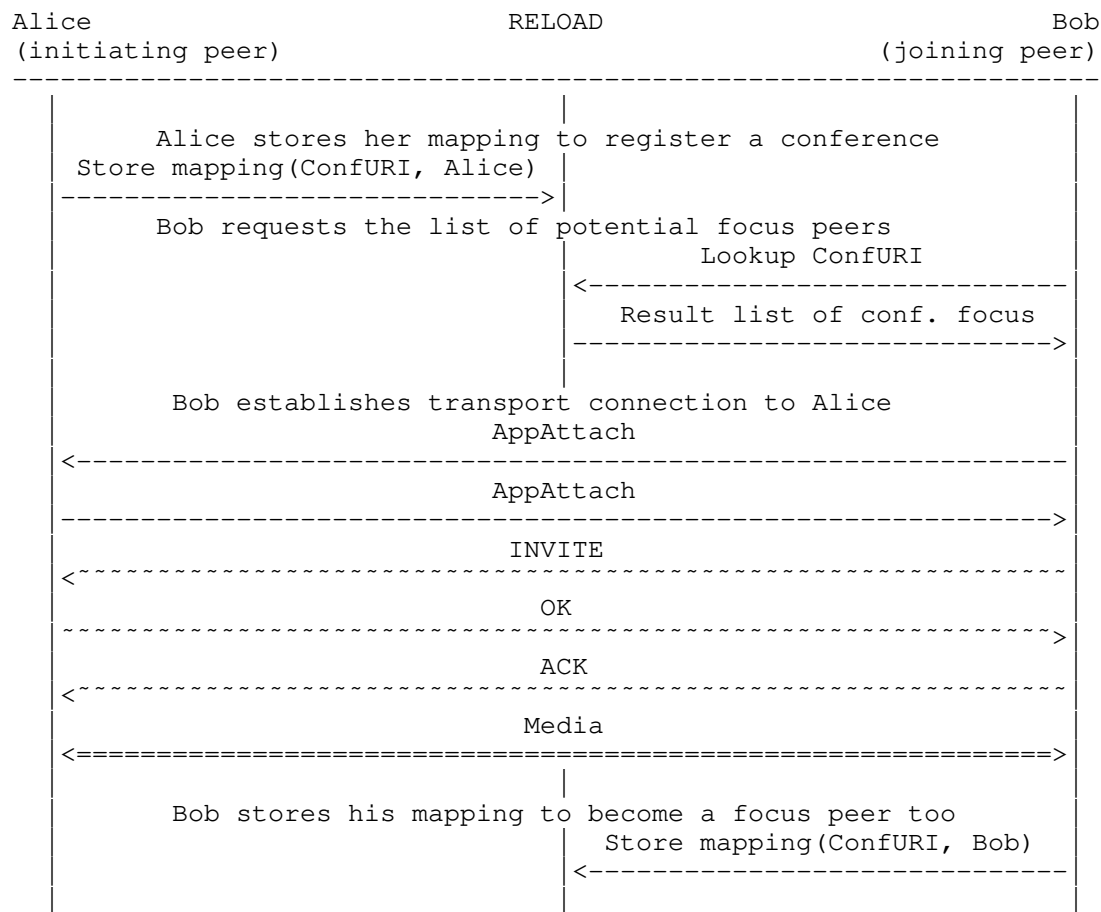 Alice RELOAD Bob
(initiating peer) (joining peer)
Alice stores her mapping to register a conference
Store mapping(ConfURI, Alice)
Bob requests the list of potential focus peers
Lookup ConfURI
Result list of conf. focus
Bob establishes transport connection to Alice
AppAttach
AppAttach
INVITE
OK
ACK
Media
Bob stores his mapping to become a focus peer too
Store mapping(ConfURI, Bob)